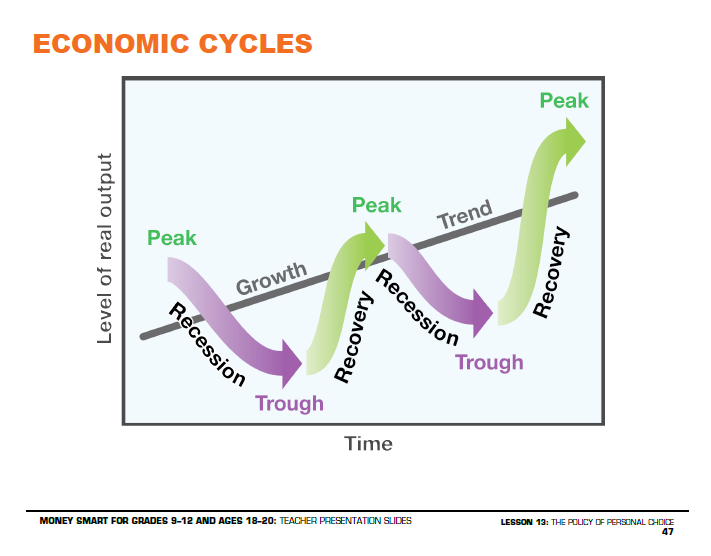 ECONOMIC CYCLES
Level of real output
Peak
Peak
Peak
Growth
Trend
Recession
Recovery
Recession
Recovery
Trough
Trough
Time
MONEY SMART FOR GRADES 9–12 AND AGES 18–20: TEACHER PRESENTATION SLIDES
LESSON 13: THE POLICY OF PERSONAL CHOICE
47